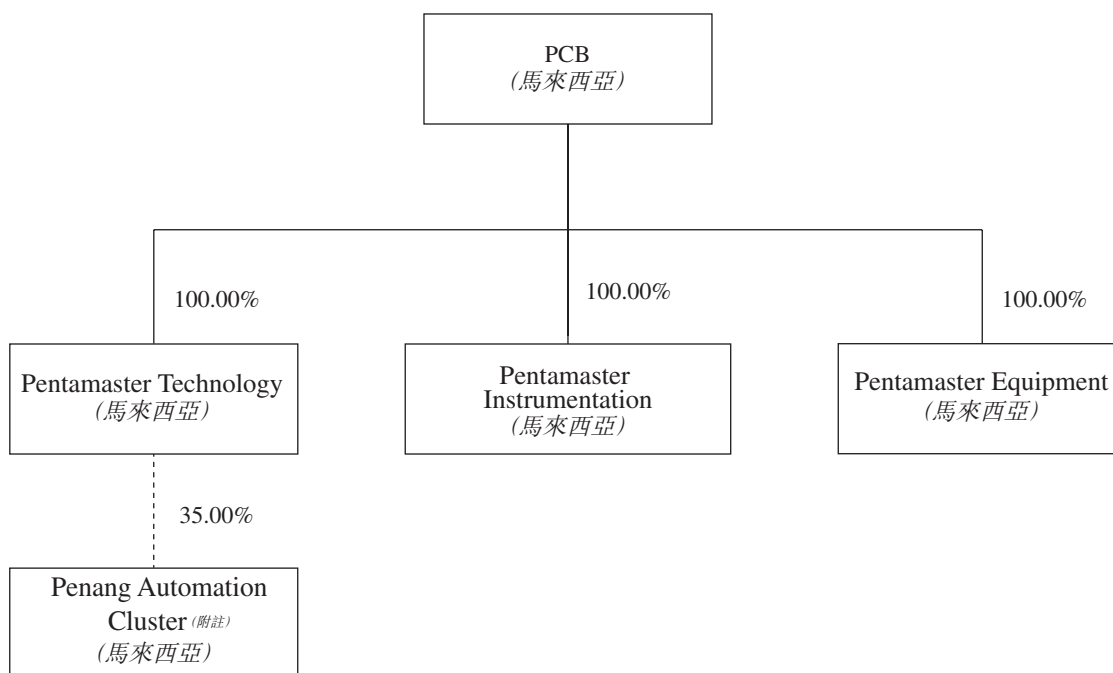 PCB
(馬來西亞)
100.00%
100.00%
100.00%
Pentamaster Technology
(馬來西亞)
Pentamaster
Instrumentation
(馬來西亞)
Pentamaster Equipment
(馬來西亞)
35.00%
Penang Automation
Cluster (附註)
(馬來西亞)